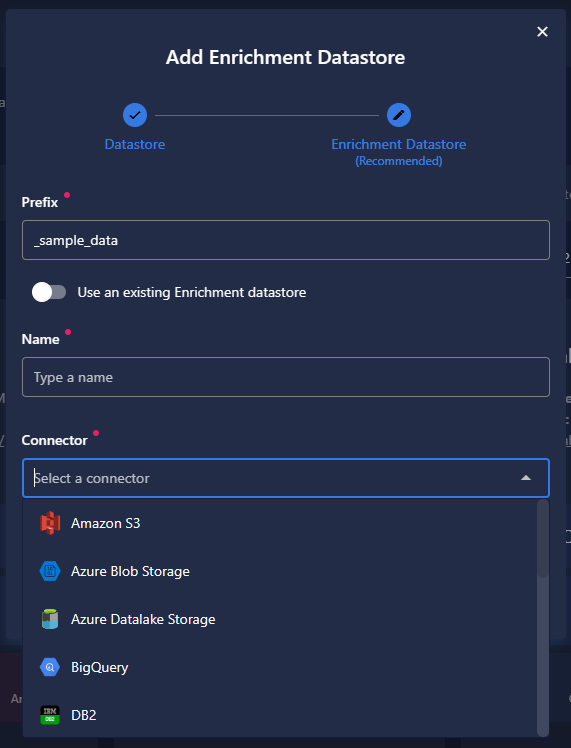 Add Enrichment Datastore
Datastore
Enrichment Datastore
(Recommended)
Prefix
_sample_data
Use an existing Enrichment datastore
Name
Type a name
Connector
Select a connector
Amazon S3
Azure Blob Storage
Azure Datalake Storage
BigQuery
IBM
DB2
DB2